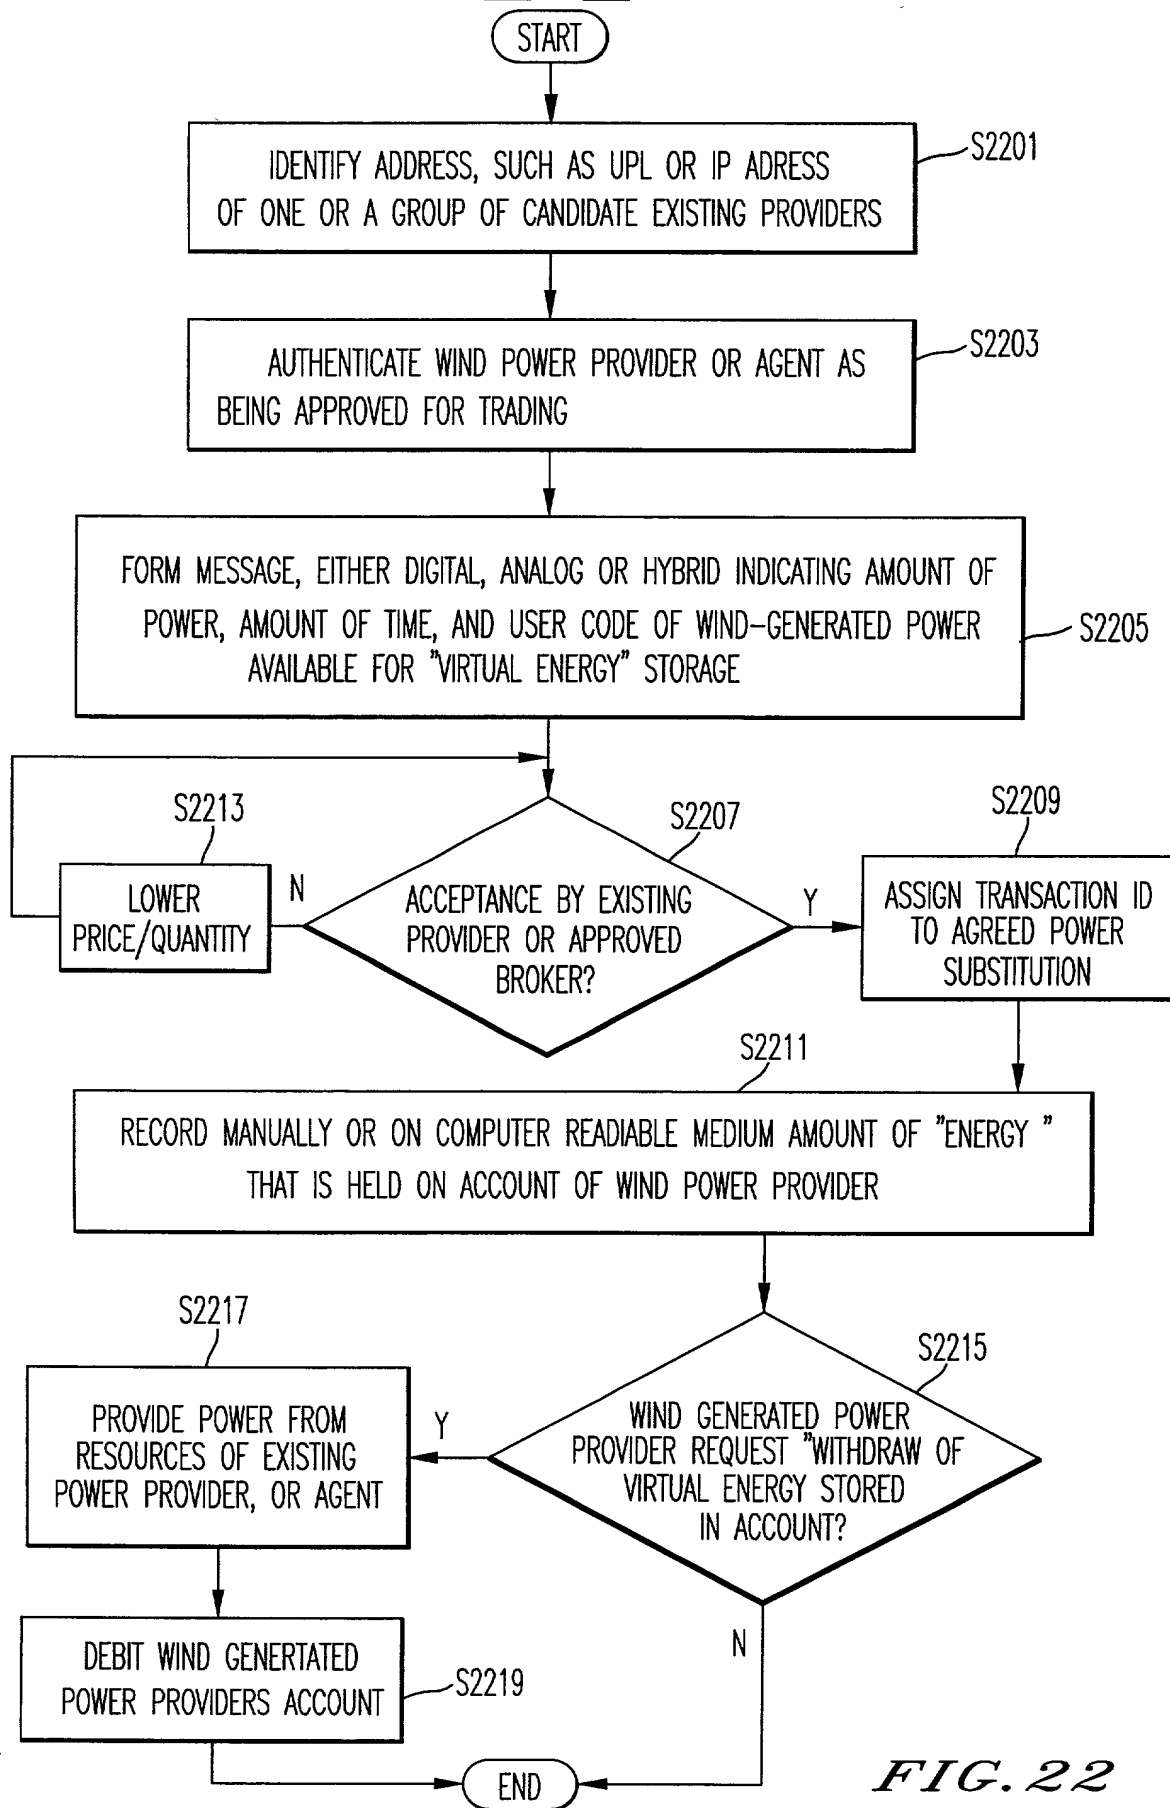 START
IDENTIFY ADDRESS, SUCH AS UPL OR IP ADRESS
OF ONE OR A GROUP OF CANDIDATE EXISTING PROVIDERS
S2201
AUTHENTICATE WIND POWER PROVIDER OR AGENT AS
BEING APPROVED FOR TRADING
S2203
FORM MESSAGE, EITHER DIGITAL, ANALOG OR HYBRID INDICATING AMOUNT OF
POWER, AMOUNT OF TIME, AND USER CODE OF WIND-GENERATED POWER
AVAILABLE FOR "VIRTUAL ENERGY" STORAGE
S2205
S2213
LOWER
PRICE/QUANTITY
N
S2207
ACCEPTANCE BY EXISTING
PROVIDER OR APPROVED
BROKER?
Y
S2209
ASSIGN TRANSACTION ID
TO AGREED POWER
SUBSTITUTION
S2211
RECORD MANUALLY OR ON COMPUTER READIABLE MEDIUM AMOUNT OF "ENERGY "
THAT IS HELD ON ACCOUNT OF WIND POWER PROVIDER
S2217
PROVIDE POWER FROM
RESOURCES OF EXISTING
POWER PROVIDER, OR AGENT
Y
S2215
WIND GENERATED POWER
PROVIDER REQUEST "WITHDRAW OF
VIRTUAL ENERGY STORED
IN ACCOUNT?
N
DEBIT WIND GENERTATED
POWER PROVIDERS ACCOUNT
S2219
END
FIG. 22